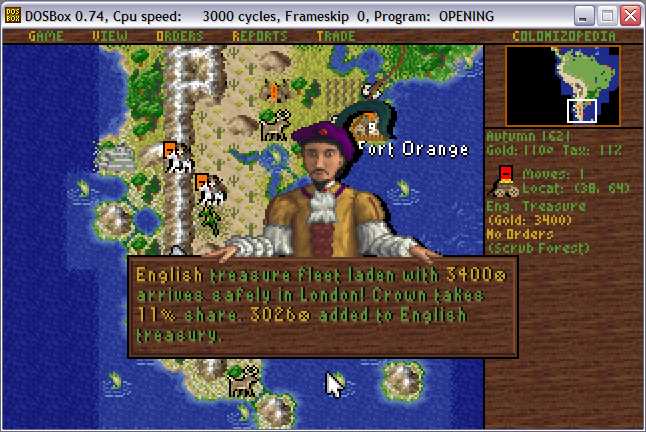 DOSBox 0.74, Cpu speed: 3000 cycles, Frameskip 0, Program: OPENING
GAME VIEW ORDERS REPORTS TRADE COLONIZOPEDIA
Autumn 1621
Gold: 1100 Tax: 11%
Moves: 1
Locat: (38, 64)
Eng. Treasure
(Gold: 3400)
No Orders
(Scrub Forest)
Fort Orange
English treasure fleet laden with 3400
arrives safely in London! Crown takes
11% share. 3026 added to English
treasury.